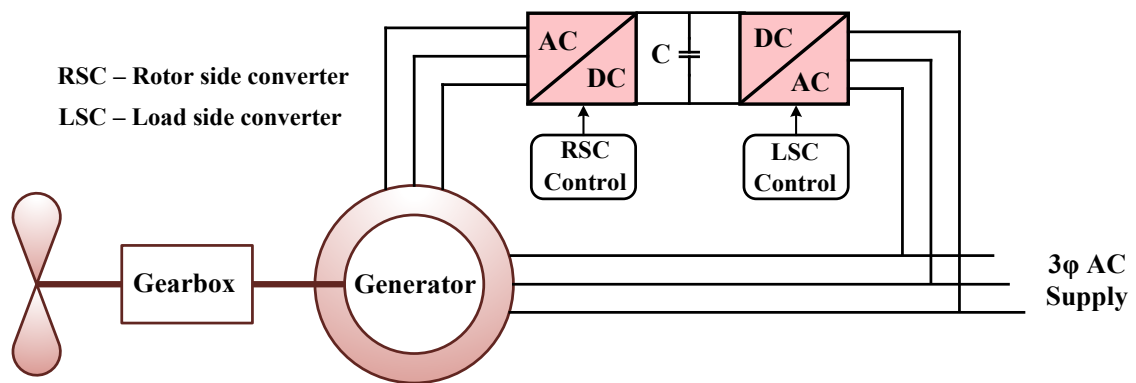 RSC – Rotor side converter
LSC – Load side converter
AC
DC
C
DC
AC
RSC
Control
LSC
Control
Gearbox
Generator
3φ AC
Supply